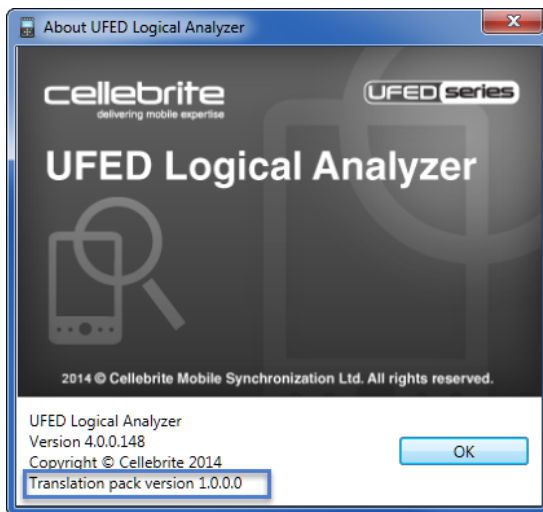 About UFED Logical Analyzer
cellebrite
delivering mobile expertise
UFED series
UFED Logical Analyzer
2014 © Cellebrite Mobile Synchronization Ltd. All rights reserved.
UFED Logical Analyzer
Version 4.0.0.148
Copyright © Cellebrite 2014
Translation pack version 1.0.0.0
OK